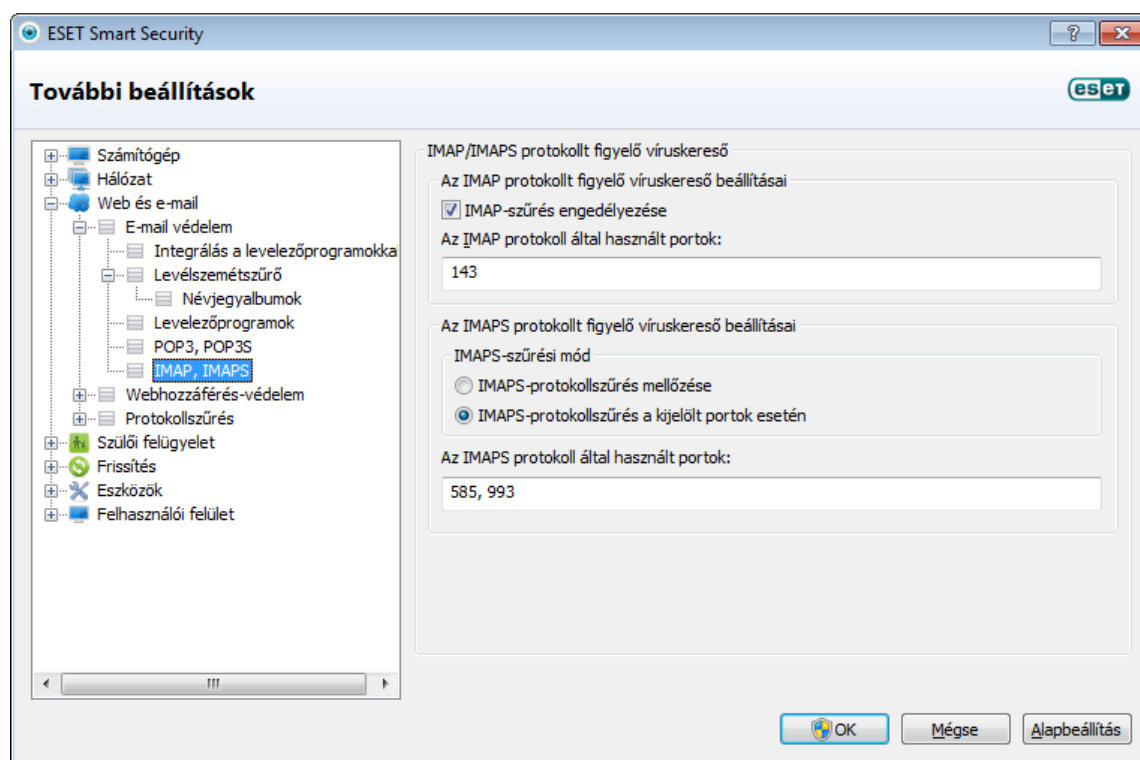 ESET Smart Security
További beállítások
eseт
Számítógép
Hálózat
Web és e-mail
E-mail védelem
Integrálás a levelezőprogramokka
Levélszemétszűrő
Névjegyalbumok
Levelezőprogramok
POP3, POP3S
IMAP, IMAPS
Webhozzáférés-védelem
Protokollszűrés
Szülői felügyelet
Frissítés
Eszközök
Felhasználói felület
IMAP/IMAPS protokollt figyelő víruskereső
Az IMAP protokollt figyelő víruskereső beállításai
IMAP-szűrés engedélyezése
Az IMAP protokoll által használt portok:
143
Az IMAPS protokollt figyelő víruskereső beállításai
IMAPS-szűrési mód
IMAPS-protokollszűrés mellőzése
IMAPS-protokollszűrés a kijelölt portok esetén
Az IMAPS protokoll által használt portok:
585, 993
OK
Mégse
Alapbeállítás